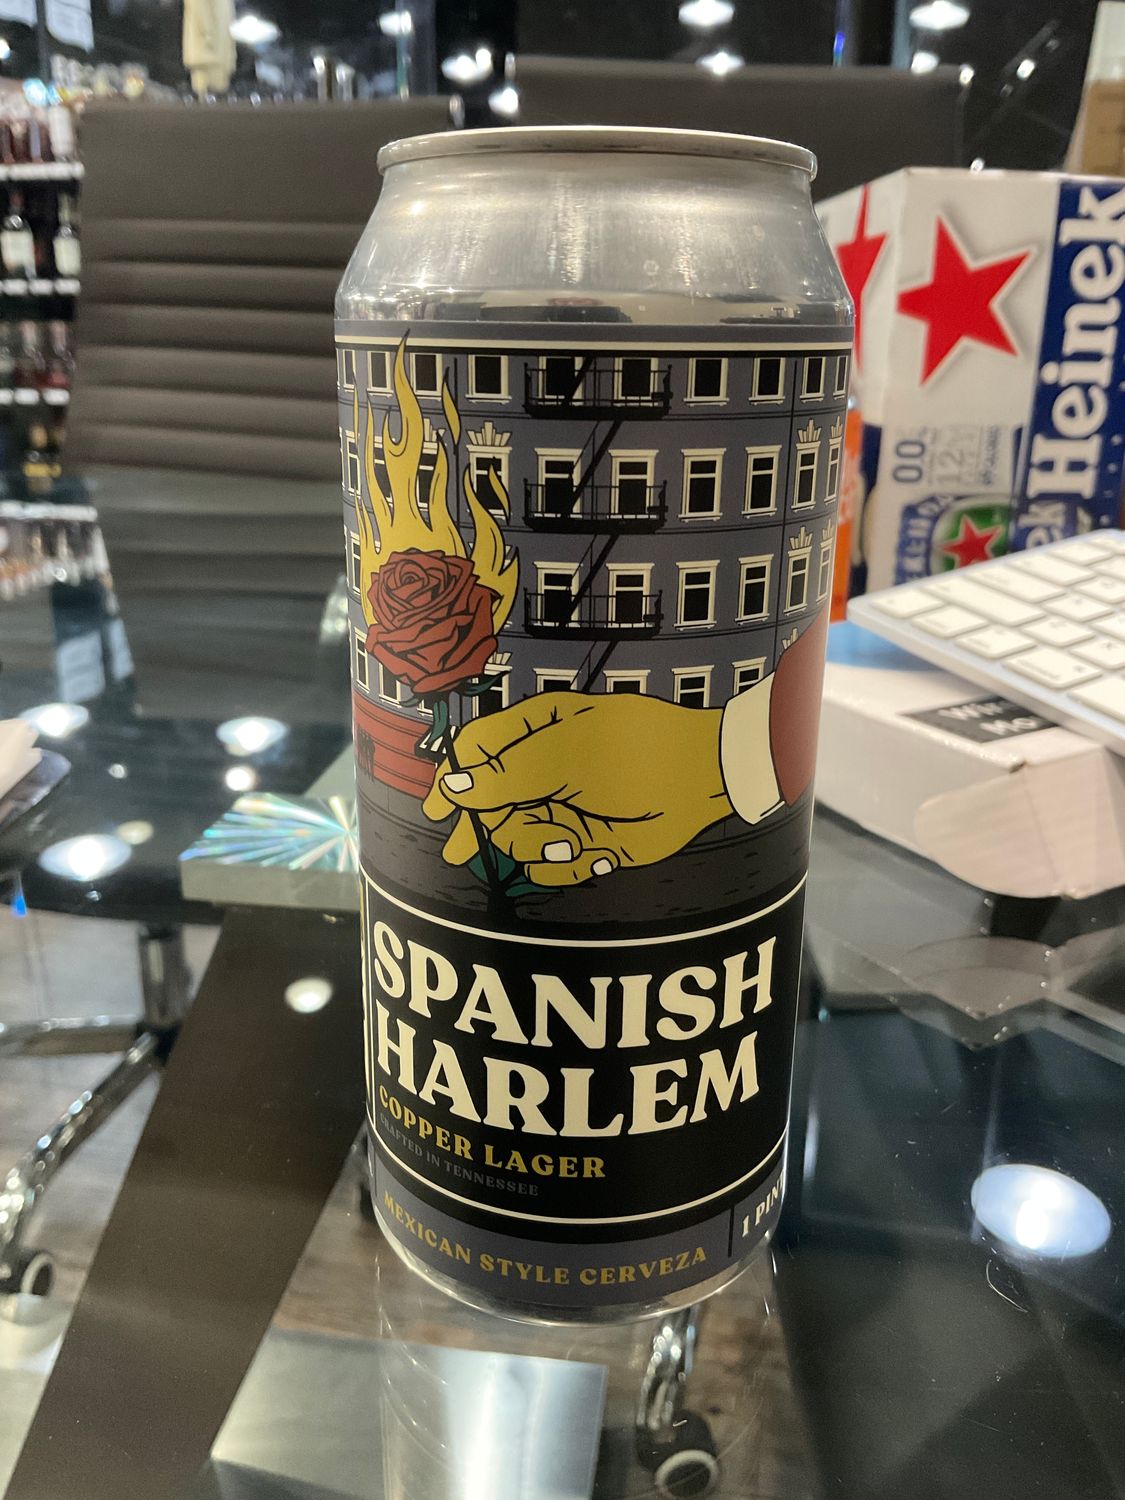 SPANISH
HARLEM
COPPER LAGER
CRAFTED IN TENNESSEE
MEXICAN STYLE CERVEZA
1 PINT
Heineken
0.0